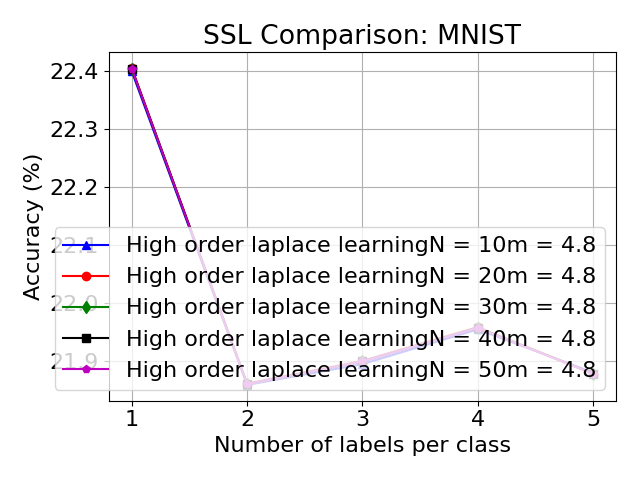 SSL Comparison: MNIST
Accuracy (%)
22.4
22.3
22.2
22.1
22.0
21.9
High order laplace learningN = 10m = 4.8
High order laplace learningN = 20m = 4.8
High order laplace learningN = 30m = 4.8
High order laplace learningN = 40m = 4.8
High order laplace learningN = 50m = 4.8
1 2 3 4 5
Number of labels per class